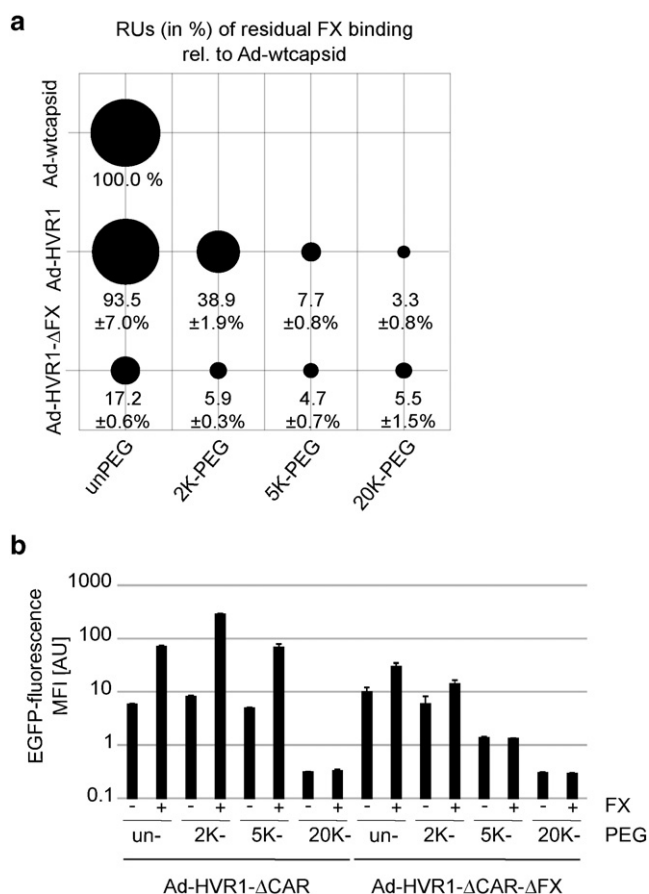 a
RUs (in %) of residual FX binding
rel. to Ad-wtcapsid
Ad-wtcapsid
100.0 %
Ad-HVR1
93.5 38.9 7.7 3.3
±7.0% ±1.9% ±0.8% ±0.8%
Ad-HVR1-ΔFX
17.2 5.9 4.7 5.5
±0.6% ±0.3% ±0.7% ±1.5%
unPEG 2K-PEG 5K-PEG 20K-PEG
b
EGFP-fluorescence
MFI [AU]
1000
100
10
1
0.1
- + - + - + - + - + - + - + - + FX
un- 2K- 5K- 20K- un- 2K- 5K- 20K- PEG
Ad-HVR1-ΔCAR Ad-HVR1-ΔCAR-ΔFX